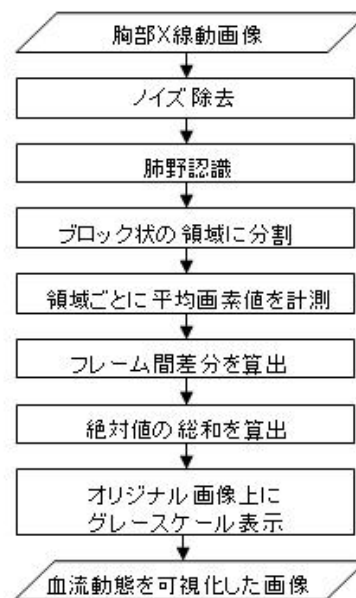 胸部X線動画像
ノイズ除去
肺野認識
ブロック状の領域に分割
領域ごとに平均画素値を計測
フレーム間差分を算出
絶対値の総和を算出
オリジナル画像上に
グレースケール表示
血流動態を可視化した画像